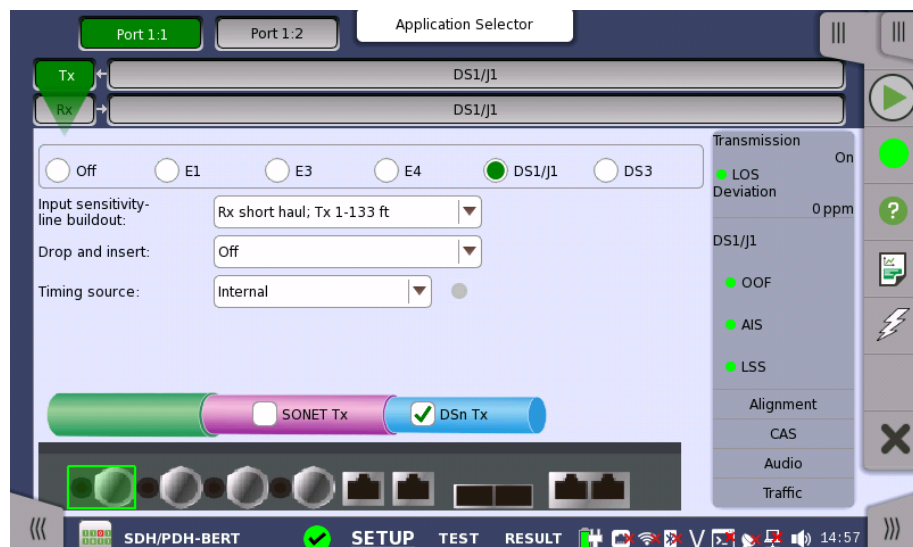 Port 1:1
Port 1:2
Application Selector
Tx
DS1/J1
Rx
DS1/J1
Off
E1
E3
E4
DS1/J1
DS3
Input sensitivity-
line buildout:
Rx short haul; Tx 1-133 ft
Drop and insert:
Off
Timing source:
Internal
SONET Tx
DSn Tx
Transmission
On
LOS
Deviation
0 ppm
DS1/J1
OOF
AIS
LSS
Alignment
CAS
Audio
Traffic
SDH/PDH-BERT
SETUP
TEST
RESULT
V
14:57